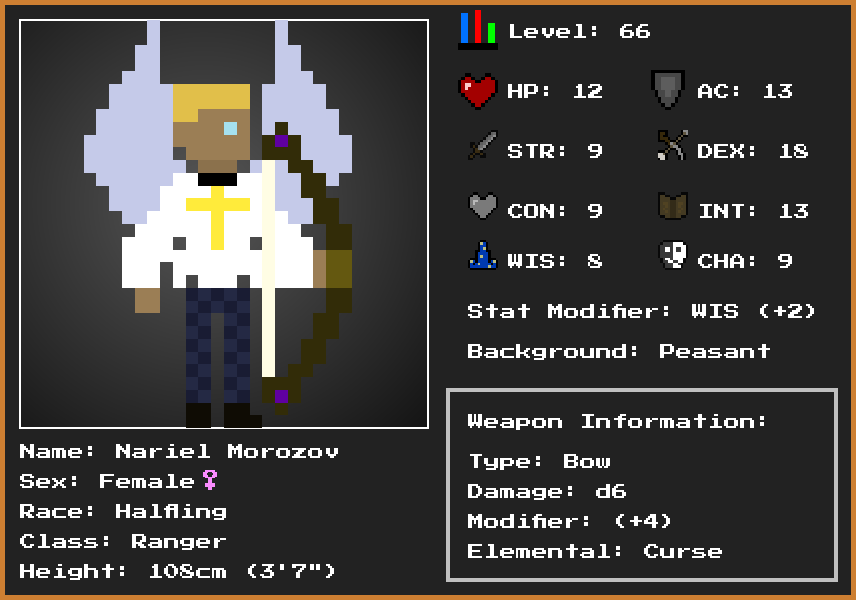 Level: 66
HP: 12 AC: 13
STR: 9 DEX: 18
CON: 9 INT: 13
WIS: 8 CHA: 9
Stat Modifier: WIS (+2)
Background: Peasant
Weapon Information:
Type: Bow
Damage: d6
Modifier: (+4)
Elemental: Curse
Name: Nariel Morozov
Sex: Female♀
Race: Halfling
Class: Ranger
Height: 108cm (3'7")